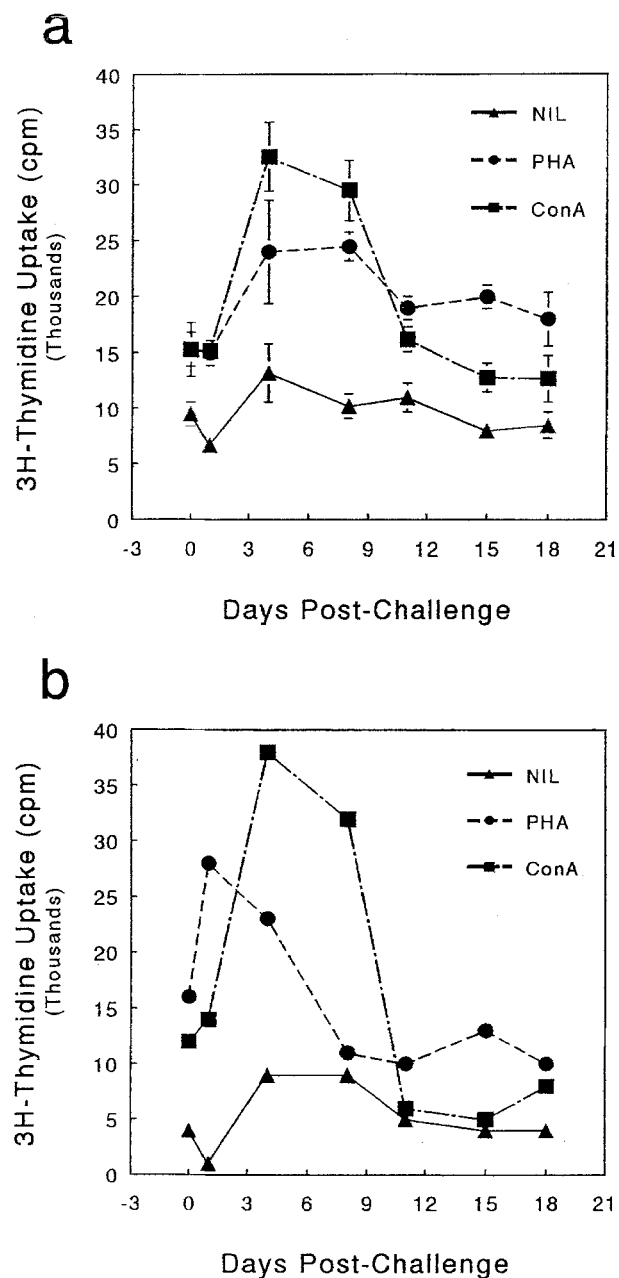 a
40
35
30
25
20
15
10
5
0
3H-Thymidine Uptake (cpm)
(Thousands)
NIL
PHA
ConA
-3 0 3 6 9 12 15 18 21
Days Post-Challenge
b
40
35
30
25
20
15
10
5
0
3H-Thymidine Uptake (cpm)
(Thousands)
NIL
PHA
ConA
-3 0 3 6 9 12 15 18 21
Days Post-Challenge